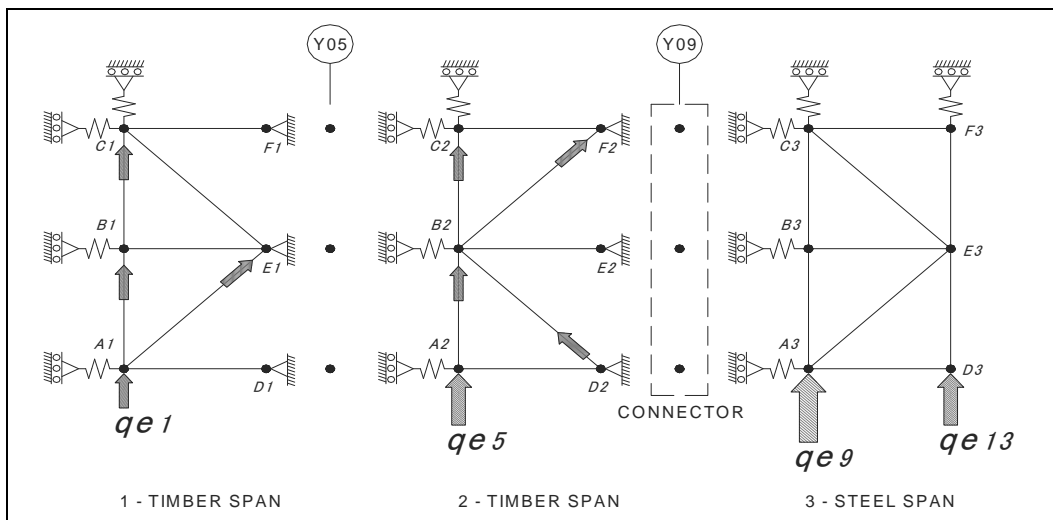 Y05
Y09
C1
F1
C2
F2
C3
F3
B1
E1
B2
E2
B3
E3
A1
D1
A2
D2
A3
D3
CONNECTOR
qe1
qe5
qe9
qe13
1 - TIMBER SPAN
2 - TIMBER SPAN
3 - STEEL SPAN